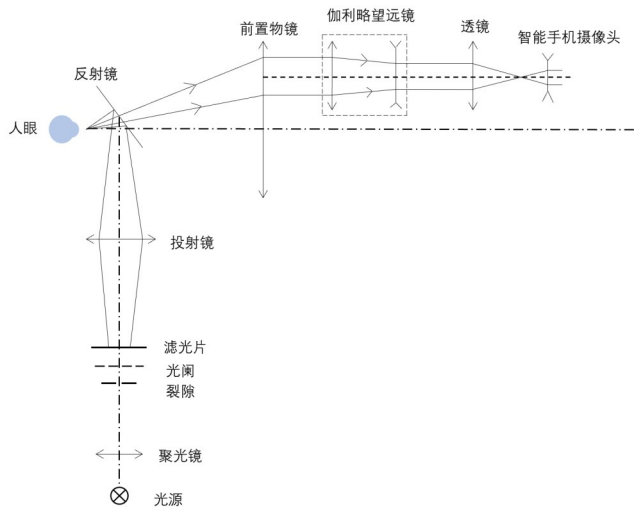 伽利略望远镜
前置物镜
透镜
智能手机摄像头
反射镜
人眼
投射镜
滤光片
光阑
裂隙
聚光镜
光源